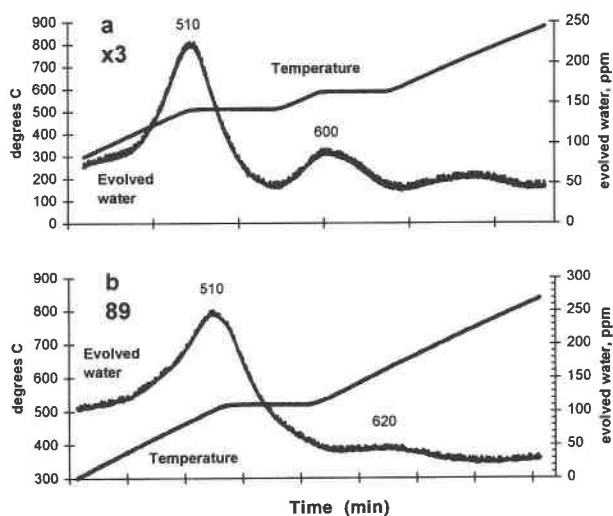 a
x3
510
Temperature
600
Evolved
water
degrees C
900
800
700
600
500
400
300
200
100
0
250
200
150
100
50
0
evolved water, ppm
b
89
510
Evolved
water
620
Temperature
degrees C
900
800
700
600
500
400
300
300
250
200
150
100
50
0
evolved water, ppm
Time (min)